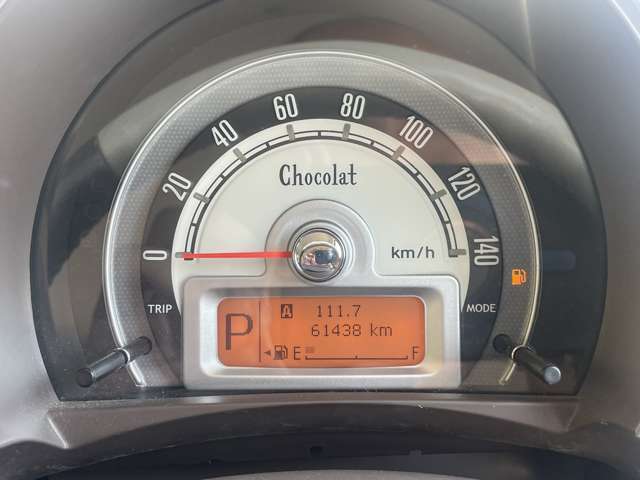 0
20
40
60
80
100
120
140
Chocolat
km/h
TRIP
MODE
P
A 111.7
61438 km
E F